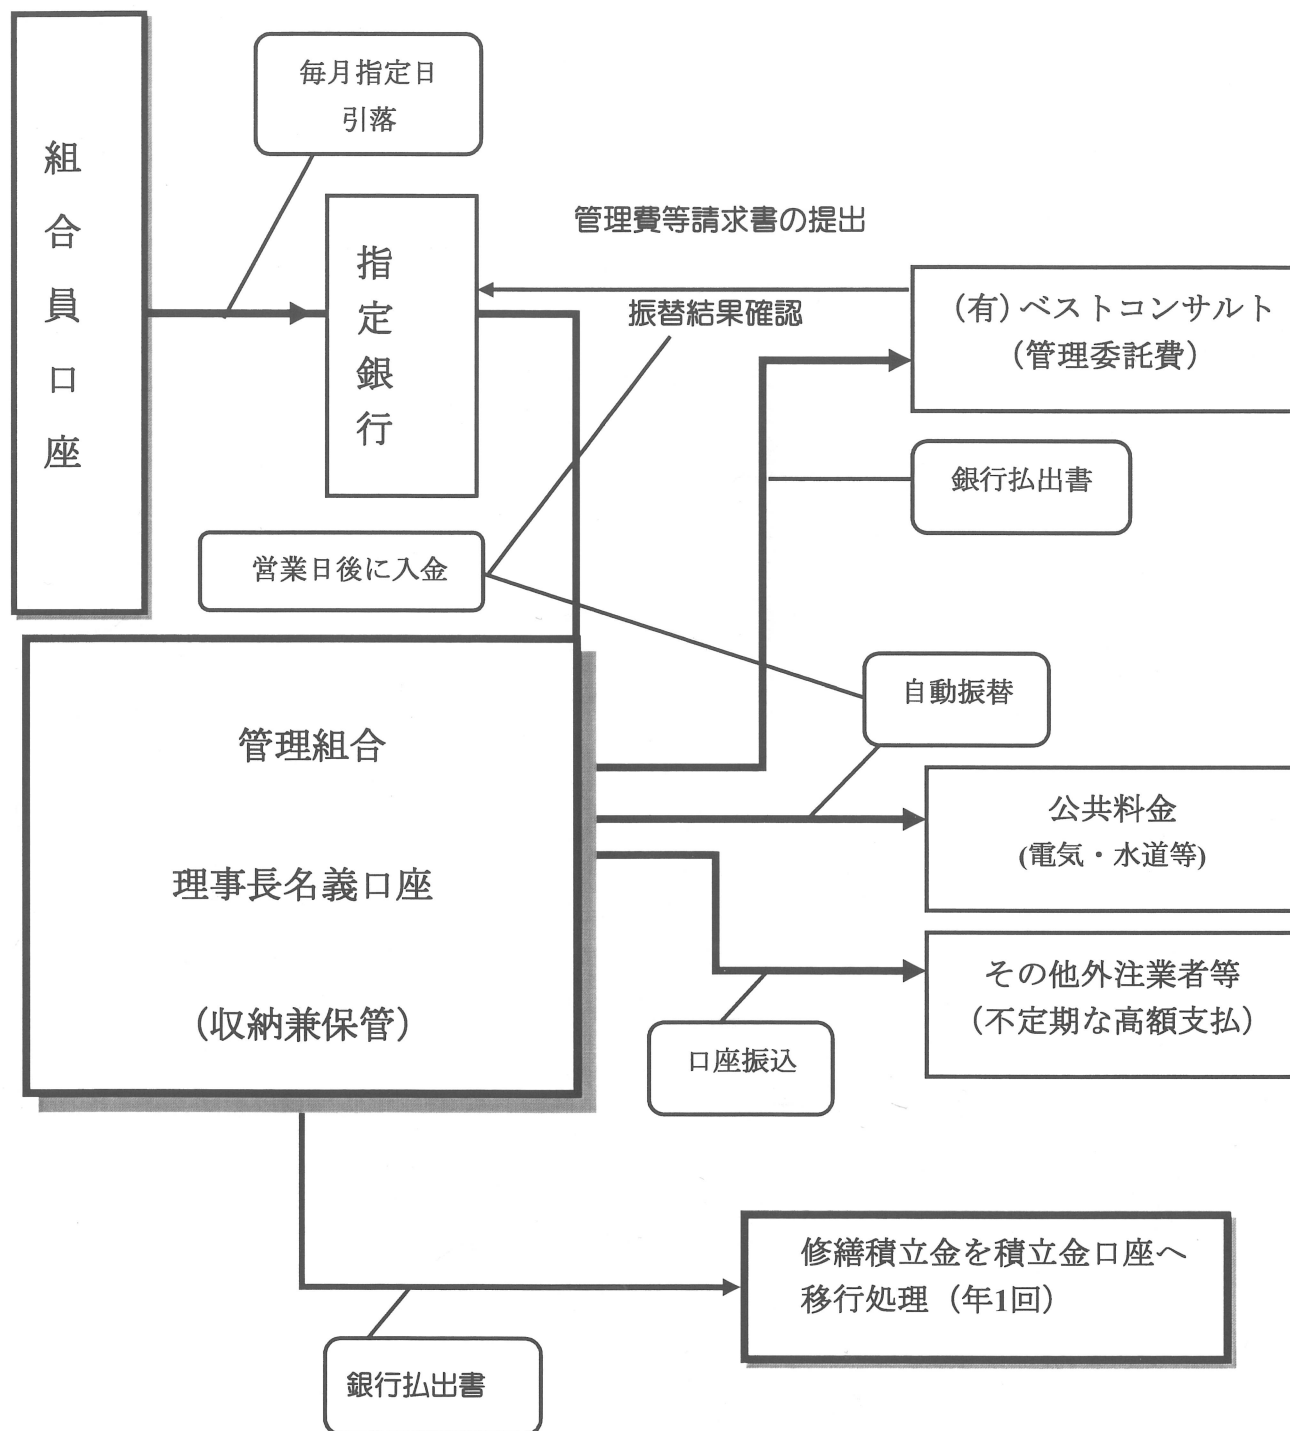 組合員口座
毎月指定日
引落
指定銀行
管理費等請求書の提出
振替結果確認
(有)ベストコンサルト
(管理委託費)
銀行払出書
営業日後に入金
自動振替
管理組合
理事長名義口座
(収納兼保管)
公共料金
(電気・水道等)
その他外注業者等
(不定期な高額支払)
口座振込
修繕積立金を積立金口座へ
移行処理(年1回)
銀行払出書